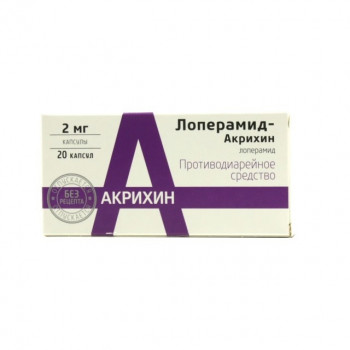 2 мг
капсулы
20 капсул
Лоперамид-
Акрихин
лоперамид
Противодиарейное
средство
БЕЗ
РЕЦЕПТА
АКРИХИН